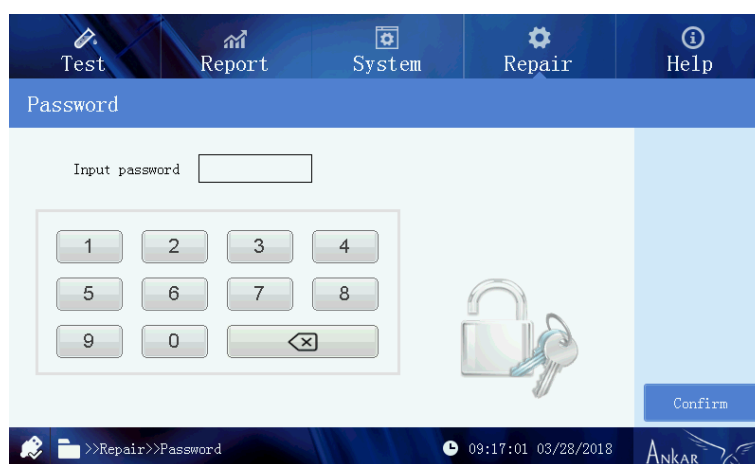 Test Report System Repair Help
Password
Input password
1 2 3 4
5 6 7 8
9 0
Confirm
>>Repair>>Password 09:17:01 03/28/2018 ANKAR